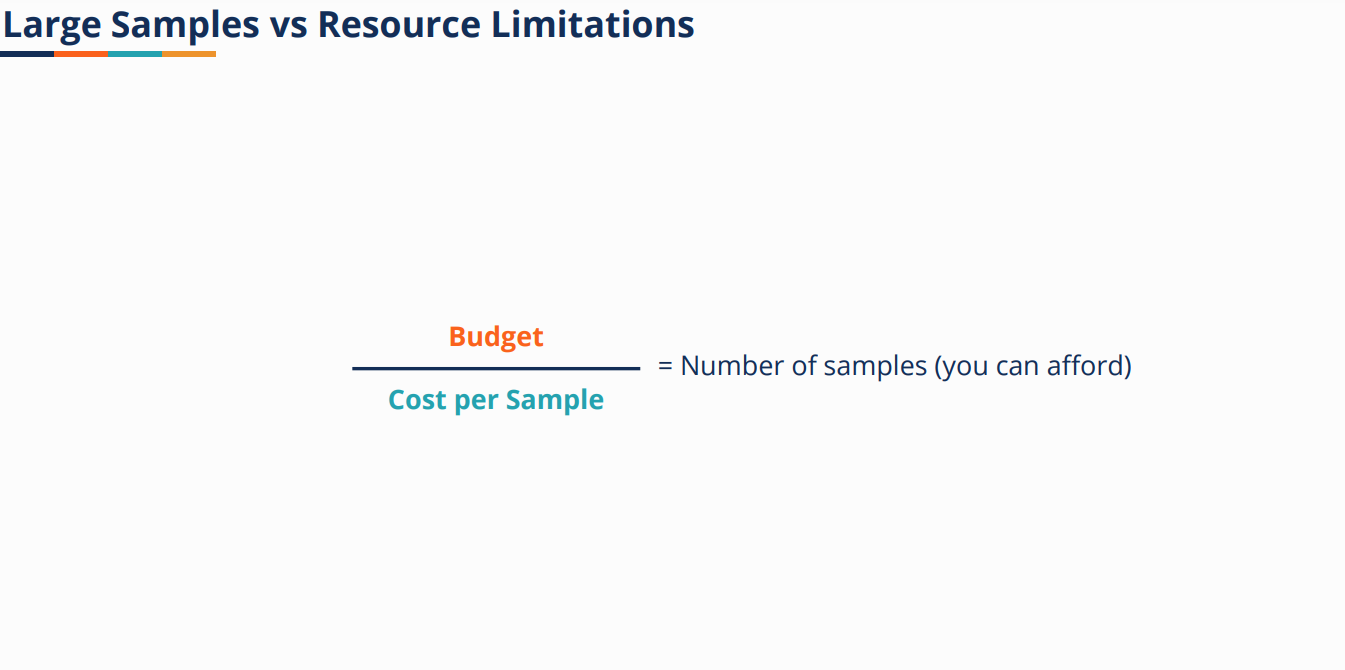 Large Samples vs Resource Limitations
Budget
Cost per Sample
= Number of samples (you can afford)